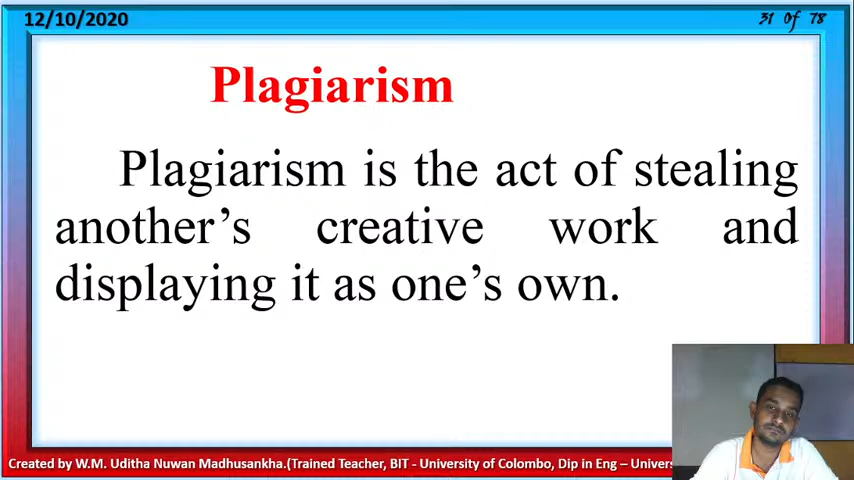 12/10/2020
31 of 78
Plagiarism
Plagiarism is the act of stealing
another's creative work and
displaying it as one's own.
Created by W.M. Uditha Nuwan Madhusankha.(Trained Teacher, BIT - University of Colombo, Dip in Eng –